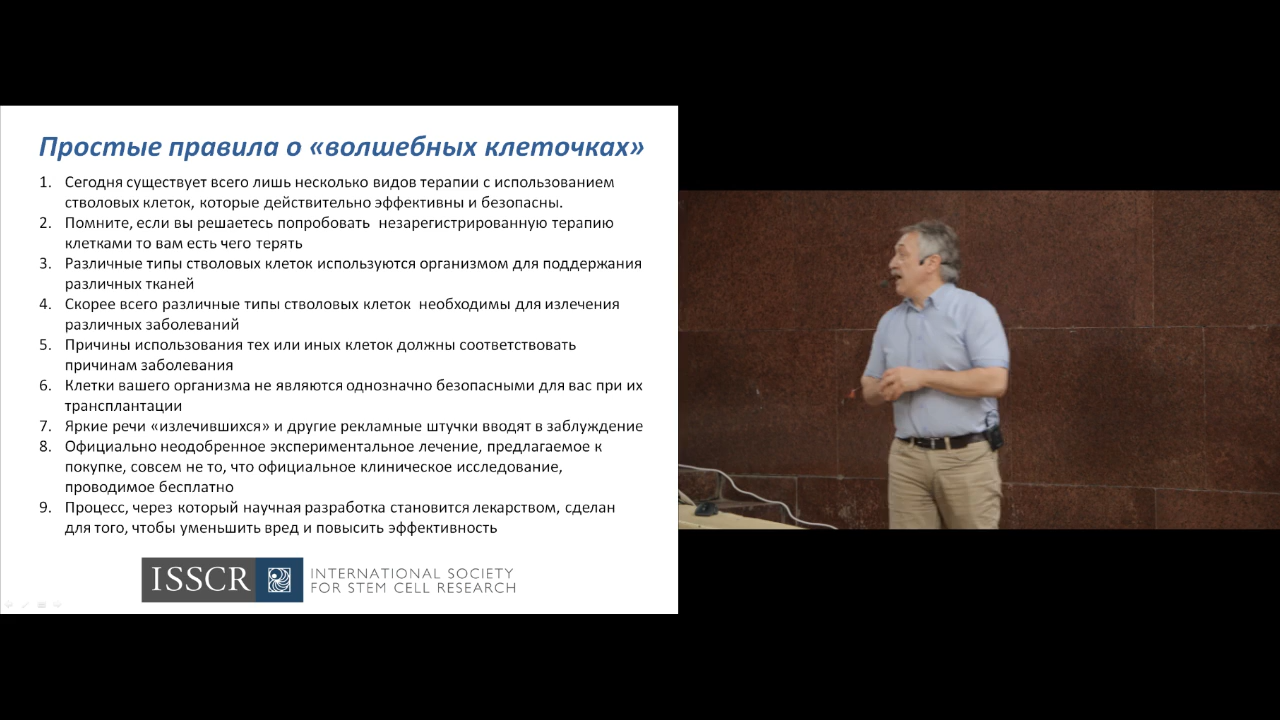 Простые правила о «волшебных клеточках»
1. Сегодня существует всего лишь несколько видов терапии с использованием
стволовых клеток, которые действительно эффективны и безопасны.
2. Помните, если вы решаетесь попробовать незарегистрированную терапию
клетками то вам есть чего терять
3. Различные типы стволовых клеток используются организмом для поддержания
различных тканей
4. Скорее всего различные типы стволовых клеток необходимы для излечения
различных заболеваний
5. Причины использования тех или иных клеток должны соответствовать
причинам заболевания
6. Клетки вашего организма не являются однозначно безопасными для вас при их
трансплантации
7. Яркие речи «излечившихся» и другие рекламные штучки вводят в заблуждение
8. Официально неодобренное экспериментальное лечение, предлагаемое к
покупке, совсем не то, что официальное клиническое исследование,
проводимое бесплатно
9. Процесс, через который научная разработка становится лекарством, сделан
для того, чтобы уменьшить вред и повысить эффективность
ISSCR
INTERNATIONAL SOCIETY
FOR STEM CELL RESEARCH